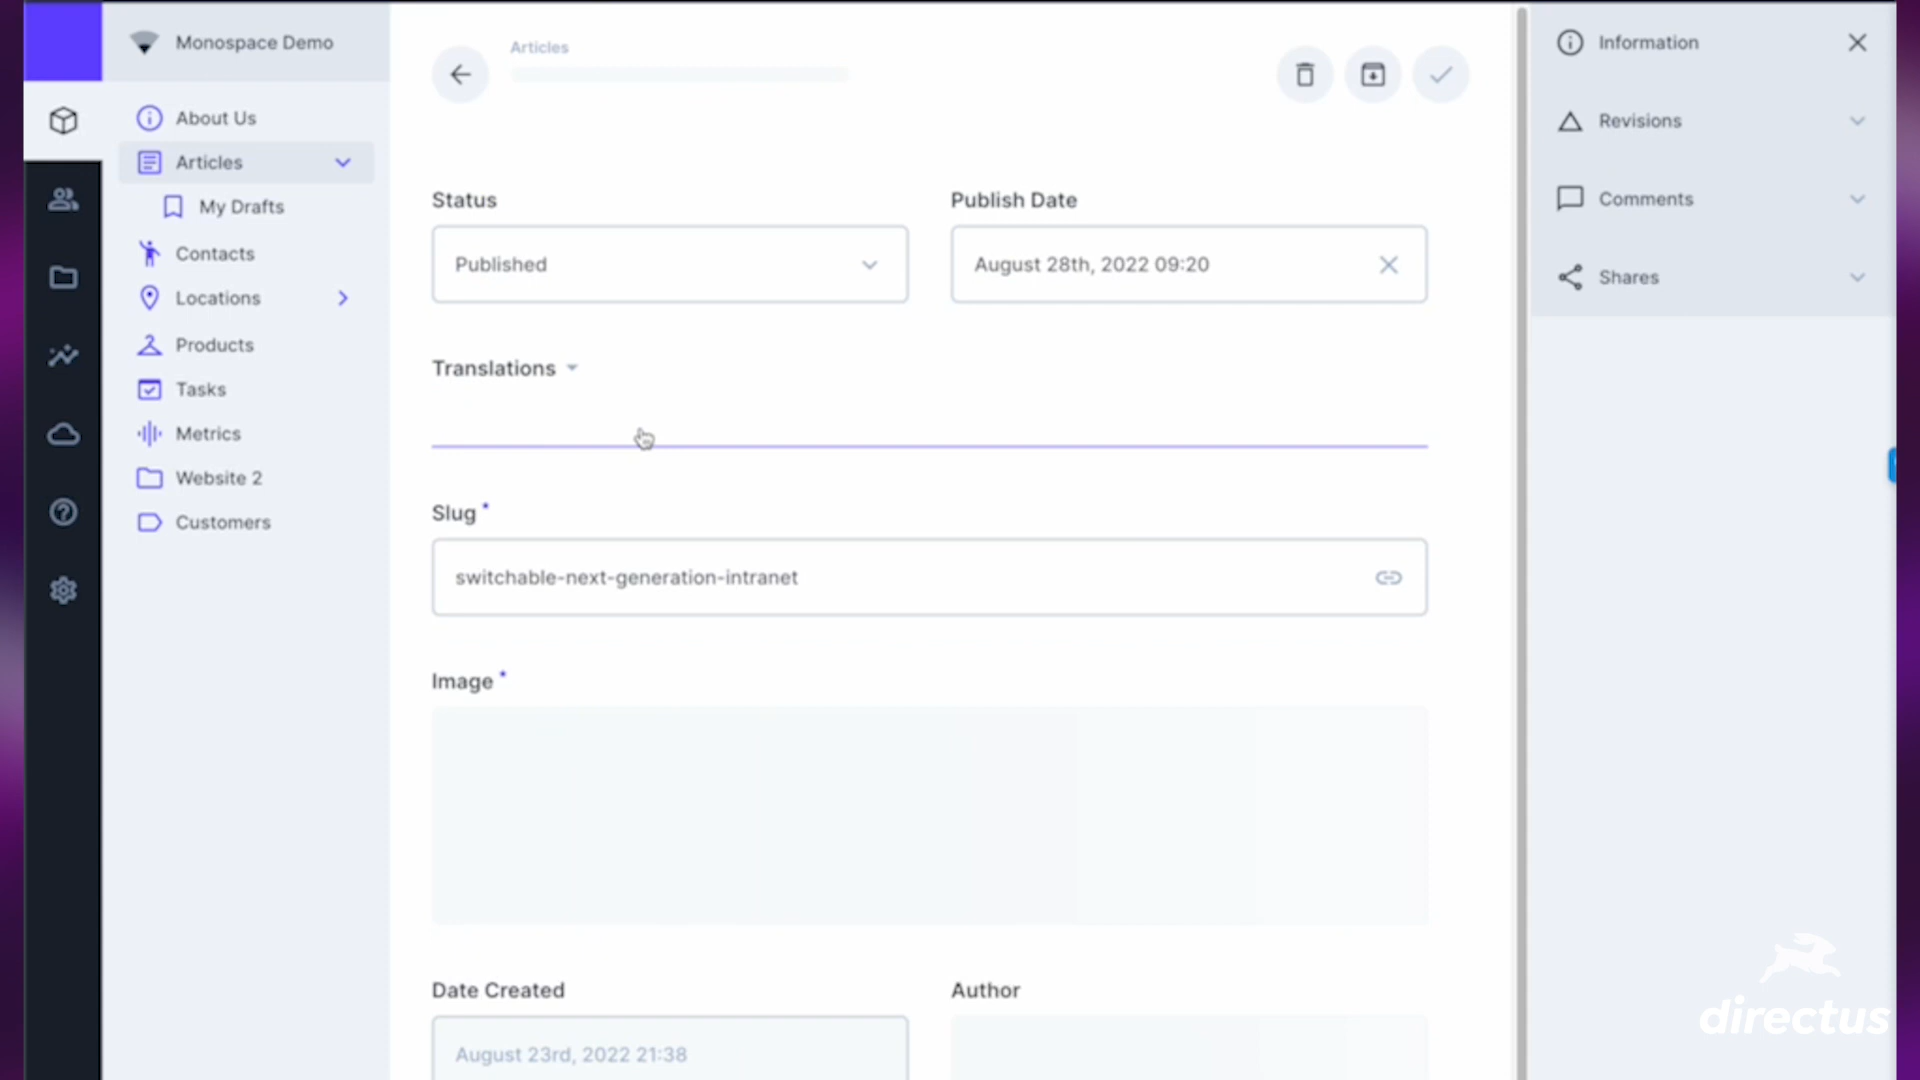 Monospace Demo
About Us
Articles
My Drafts
Contacts
Locations
Products
Tasks
Metrics
Website 2
Customers
Articles
Status
Published
Publish Date
August 28th, 2022 09:20
Translations
Slug *
switchable-next-generation-intranet
Image *
Date Created
August 23rd, 2022 21:38
Author
Information
Revisions
Comments
Shares
directus